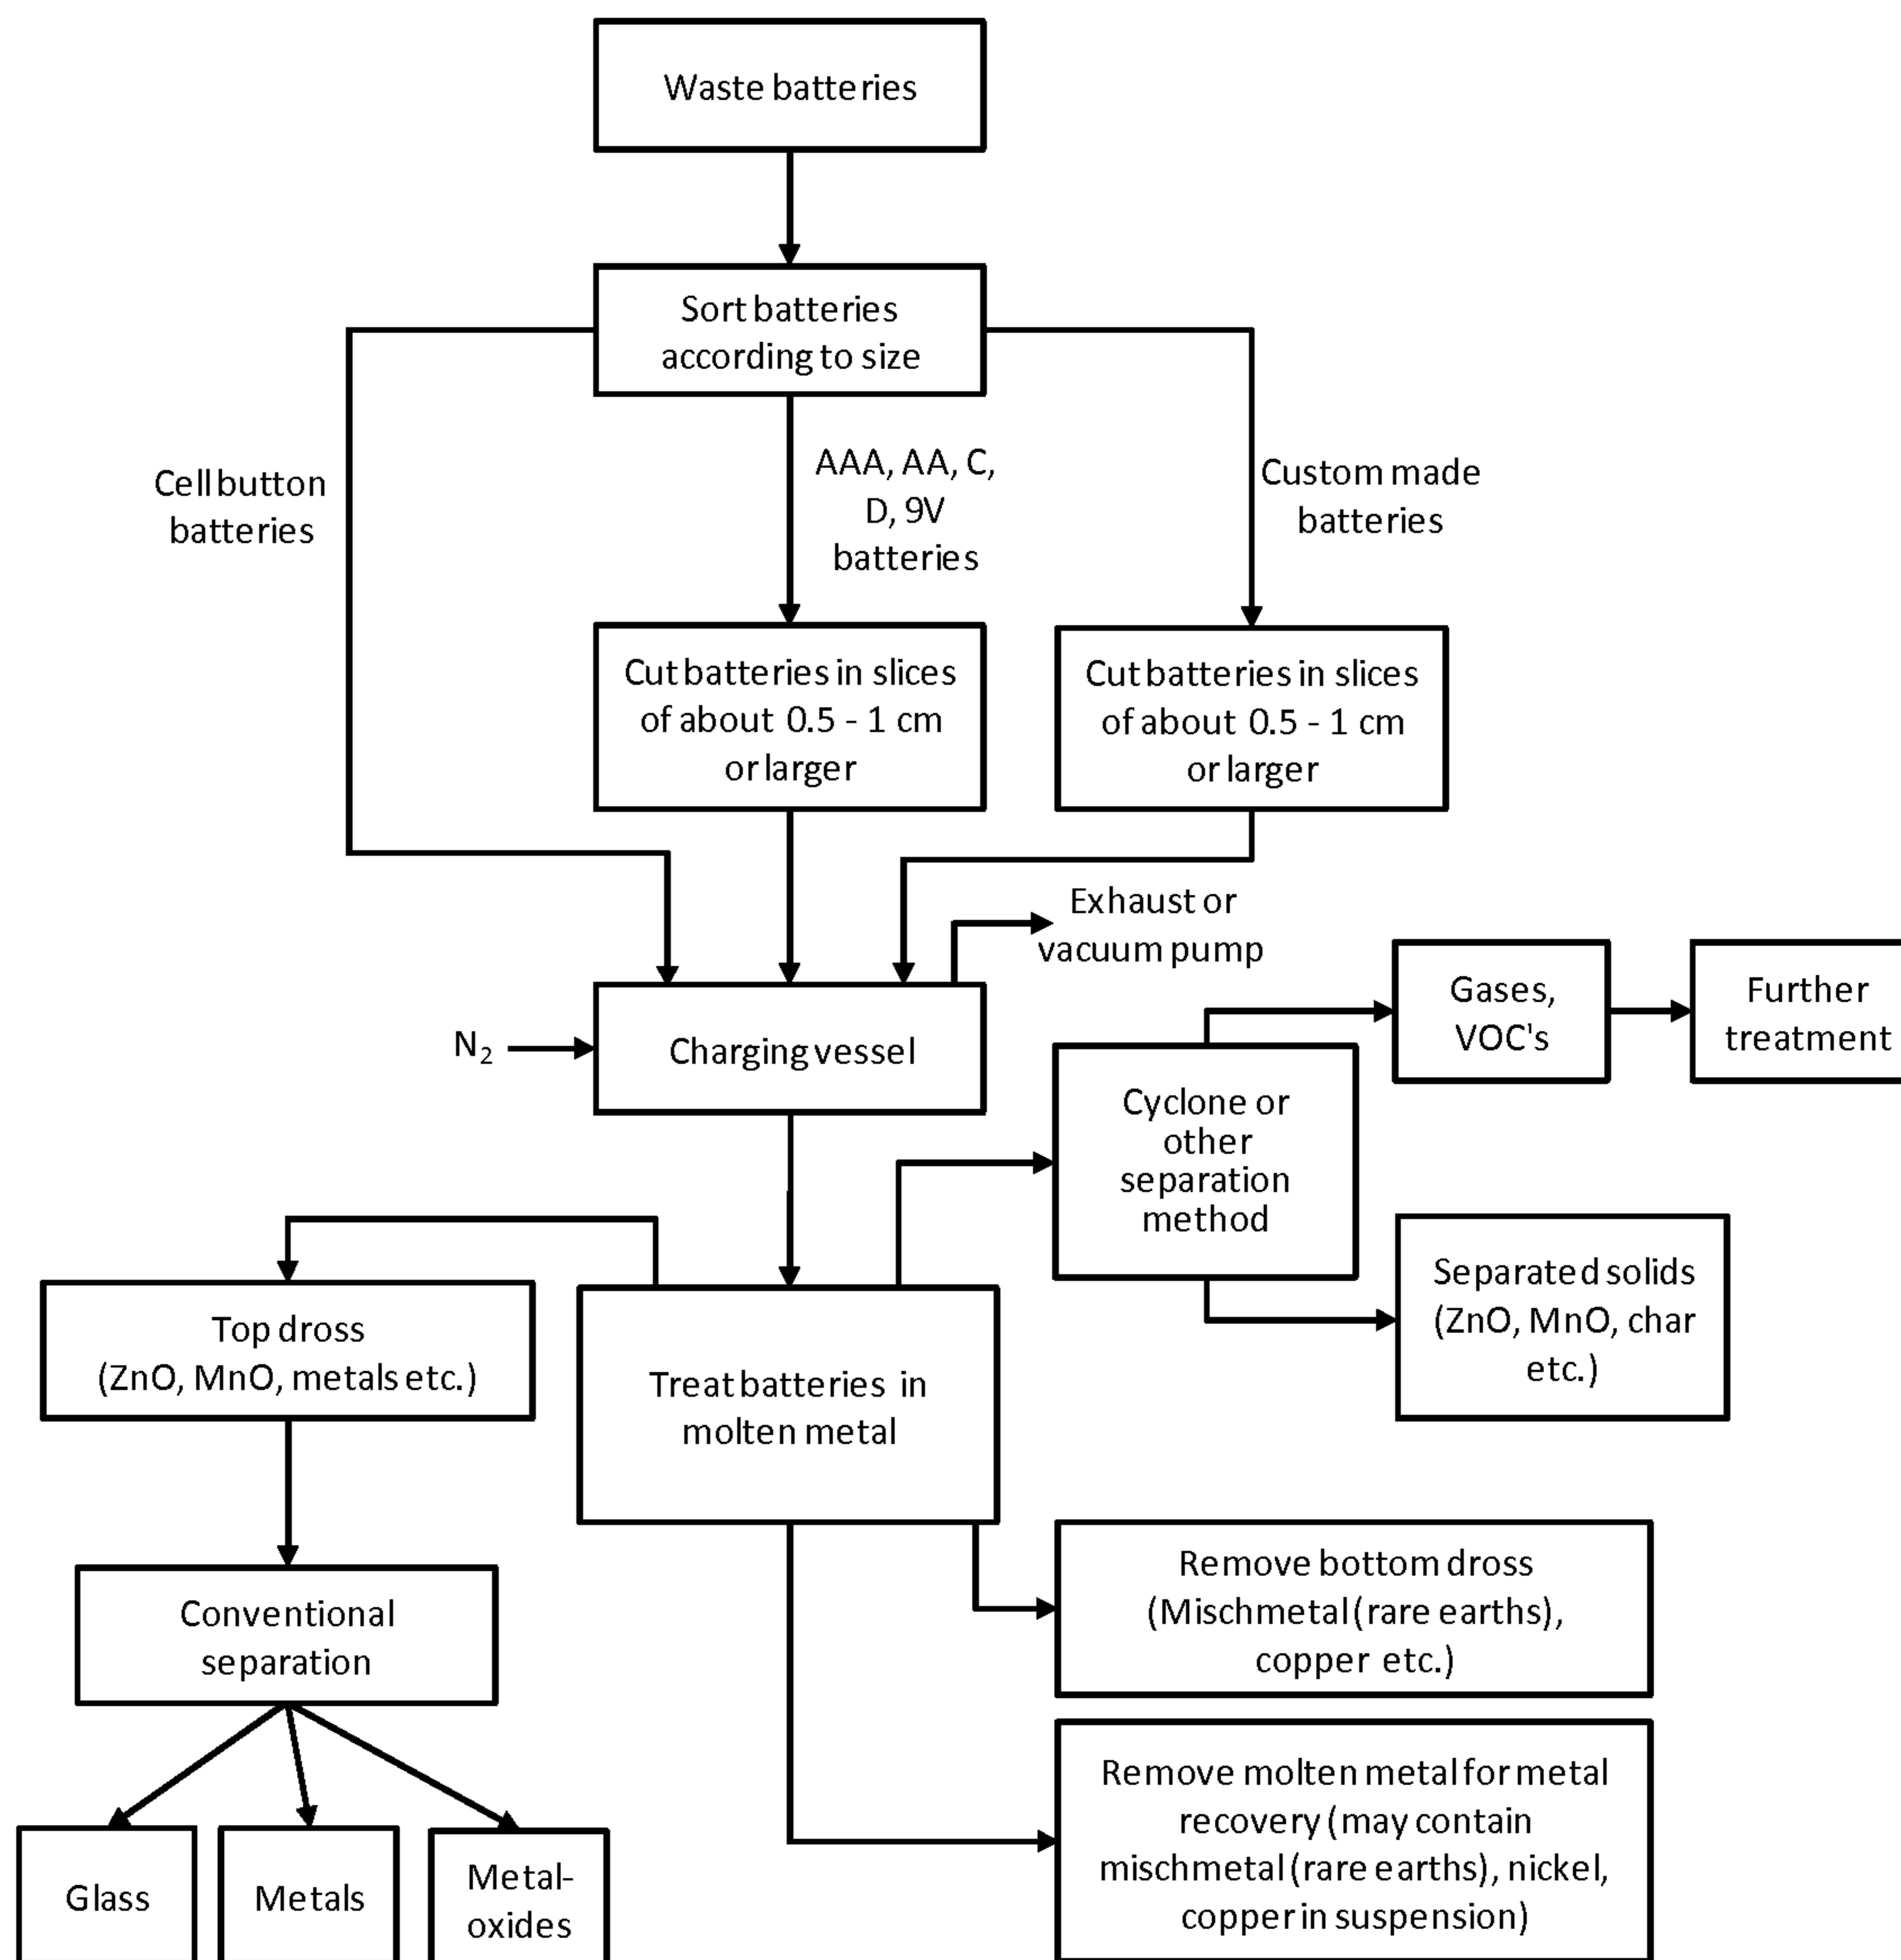 Waste batteries
Sort batteries
according to size
Cell button
batteries
AAA, AA, C,
D, 9V
batteries
Custom made
batteries
Cut batteries in slices
of about 0.5 - 1 cm
or larger
Cut batteries in slices
of about 0.5 - 1 cm
or larger
Exhaust or
vacuum pump
N₂
Charging vessel
Gases,
VOC's
Further
treatment
Cyclone or
other
separation
method
Separated solids
(ZnO, MnO, char
etc.)
Top dross
(ZnO, MnO, metals etc.)
Treat batteries in
molten metal
Conventional
separation
Remove bottom dross
(Mischmetal (rare earths),
copper etc.)
Remove molten metal for metal
recovery (may contain
mischmetal (rare earths), nickel,
copper in suspension)
Glass
Metals
Metal-
oxides